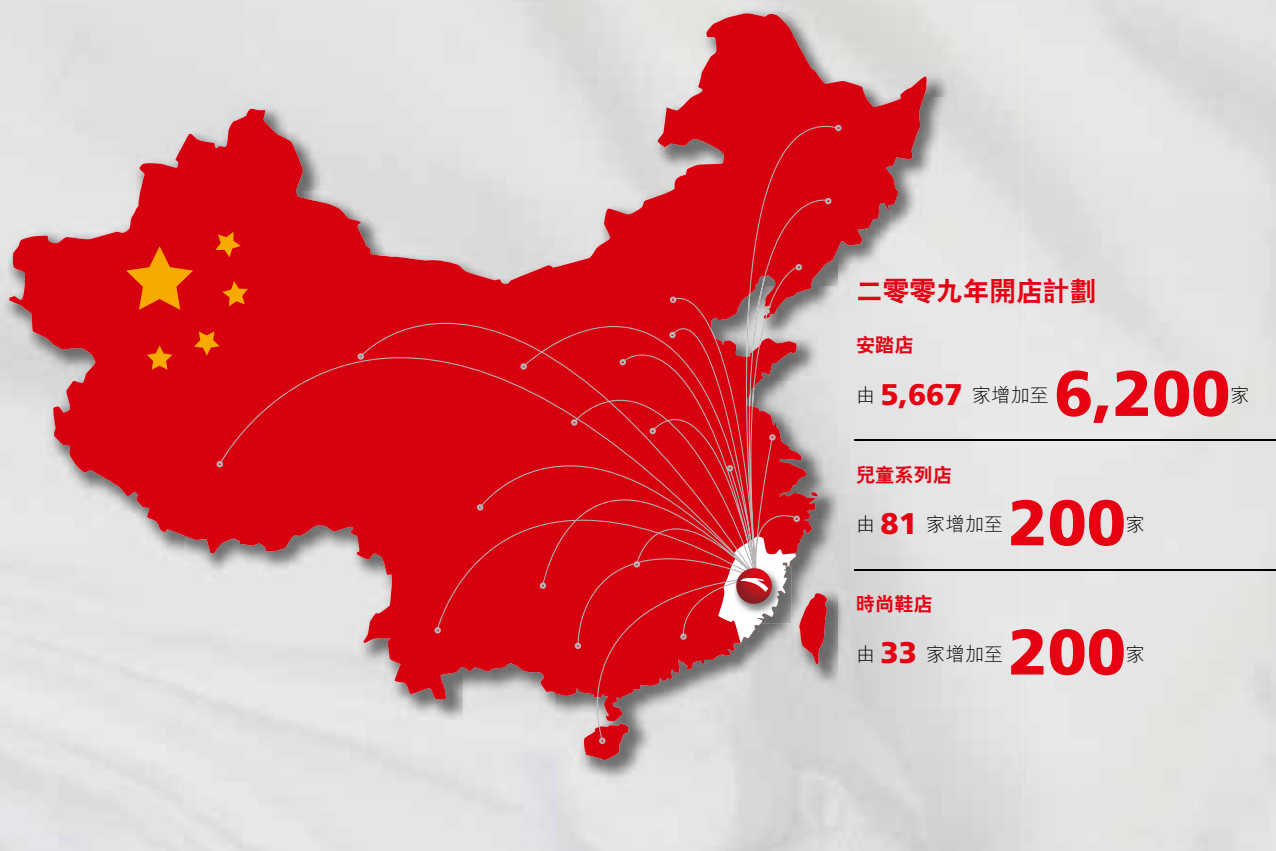 二零零九年開店計劃
安踏店
由 5,667 家增加至 6,200家
兒童系列店
由 81 家增加至 200家
時尚鞋店
由 33 家增加至 200家